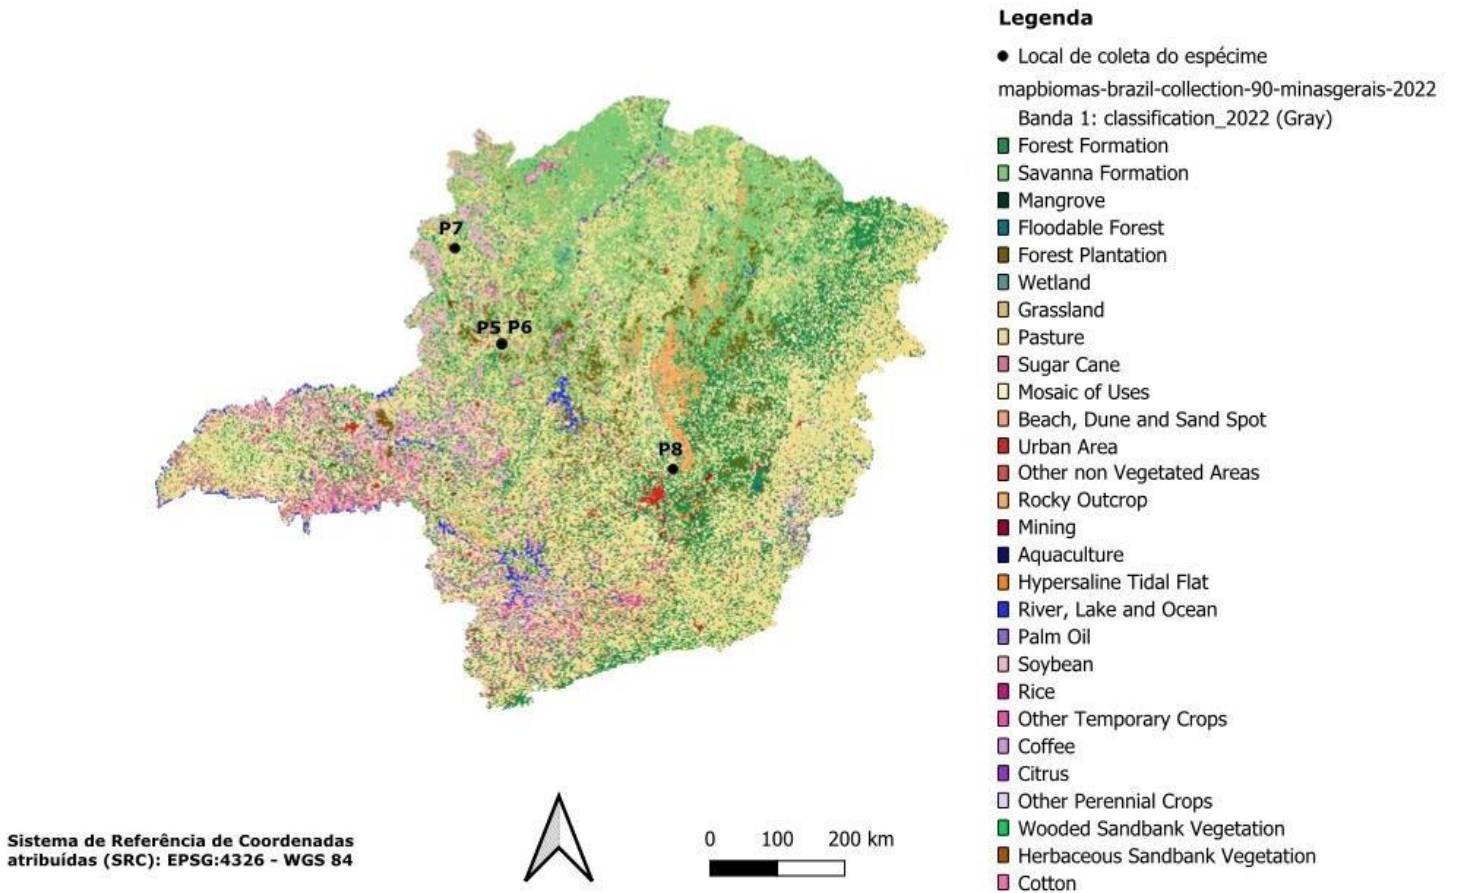 Legenda
Local de coleta do espécime
mapbiomas-brazil-collection-90-minasgerais-2022
Banda 1: classification_2022 (Gray)
Forest Formation
Savanna Formation
Mangrove
Floodable Forest
Forest Plantation
Wetland
Grassland
Pasture
Sugar Cane
Mosaic of Uses
Beach, Dune and Sand Spot
Urban Area
Other non Vegetated Areas
Rocky Outcrop
Mining
Aquaculture
Hypersaline Tidal Flat
River, Lake and Ocean
Palm Oil
Soybean
Rice
Other Temporary Crops
Coffee
Citrus
Other Perennial Crops
Wooded Sandbank Vegetation
Herbaceous Sandbank Vegetation
Cotton
P7
P5 P6
P8
Sistema de Referência de Coordenadas
atribuídas (SRC): EPSG:4326 - WGS 84
0 100 200 km